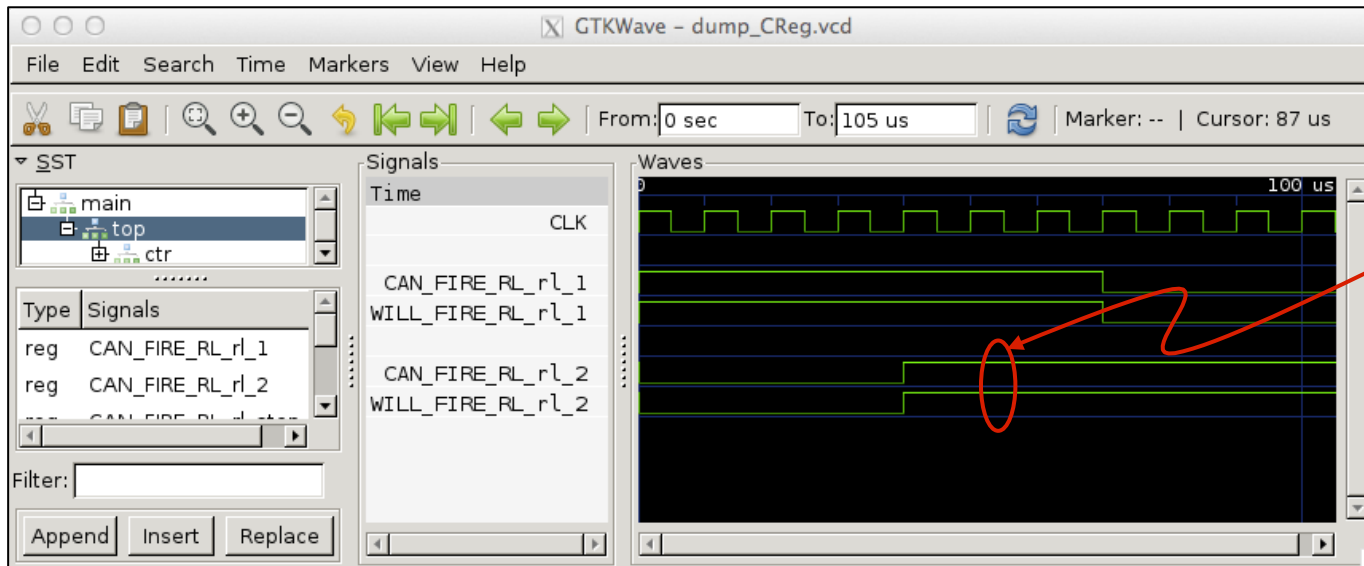 GTKWave – dump_CReg.vcd
File Edit Search Time Markers View Help
From: 0 sec To: 105 us Marker: -- | Cursor: 87 us
SST
main
top
ctr
Type Signals
reg CAN_FIRE_RL_rl_1
reg CAN_FIRE_RL_rl_2
Filter:
Append Insert Replace
Signals
Time
CLK
CAN_FIRE_RL_rl_1
WILL_FIRE_RL_rl_1
CAN_FIRE_RL_rl_2
WILL_FIRE_RL_rl_2
Waves
0 100 us